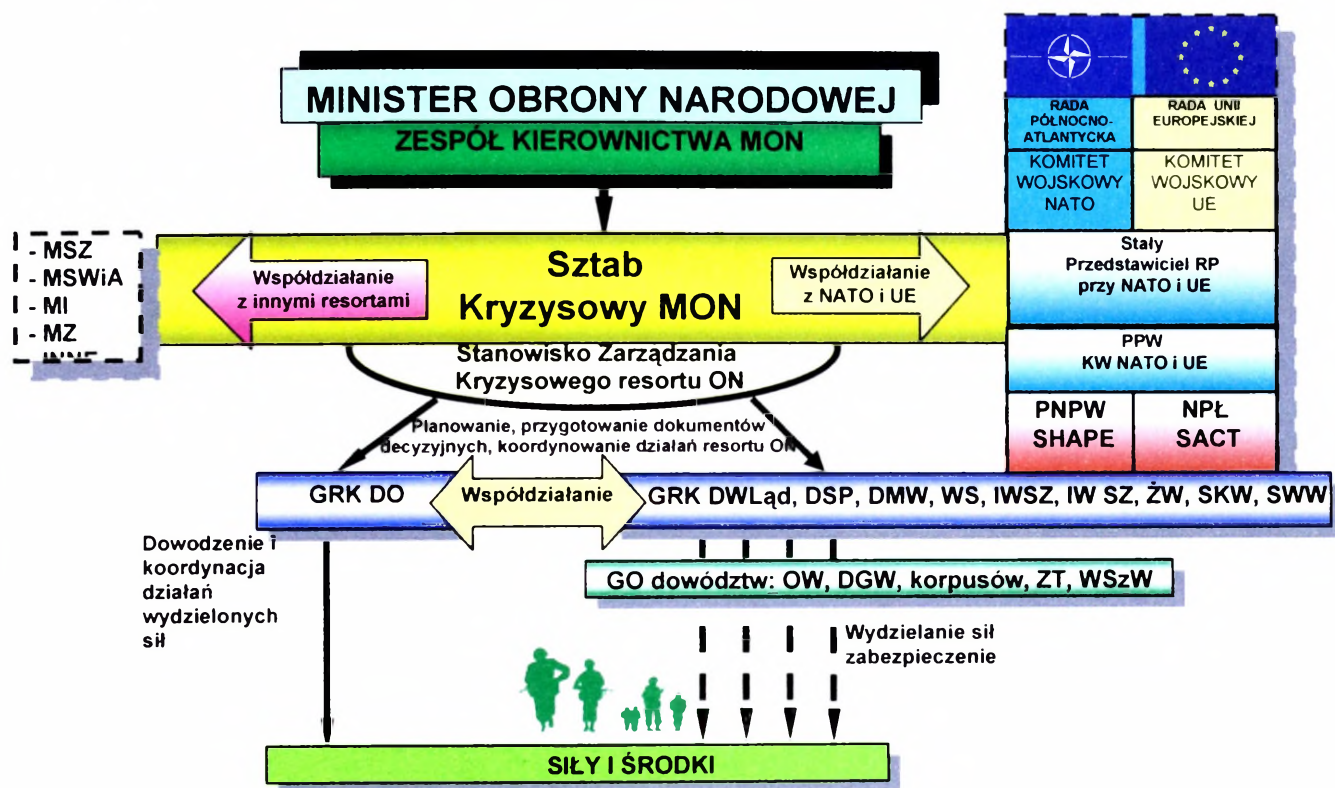 MINISTER OBRONY NARODOWEJ
ZESPÓŁ KIEROWNICTWA MON
RADA
PÓŁNOCNO-
ATLANTYCKA
RADA UNII
EUROPEJSKIEJ
KOMITET
WOJSKOWY
NATO
KOMITET
WOJSKOWY
UE
- MSZ
- MSWiA
- MI
- MZ
INNE
Współdziałanie
z innymi resortami
Sztab
Kryzysowy MON
Współdziałanie
z NATO i UE
Stały
Przedstawiciel RP
przy NATO i UE
Stanowisko Zarządzania
Kryzysowego resortu ON
PPW
KW NATO i UE
Planowanie, przygotowanie dokumentów
decyzyjnych, koordynowanie działań resortu ON
PNPW
SHAPE
NPŁ
SACT
GRK DO
Współdziałanie
GRK DWLąd, DSP, DMW, WS, IWSZ, IW SZ, ŻW, SKW, SWW
Dowodzenie i
koordynacja
działań
wydzielonych
sił
GO dowództw: OW, DGW, korpusów, ZT, WSzW
Wydzielanie sił
zabezpieczenie
SIŁY I ŚRODKI